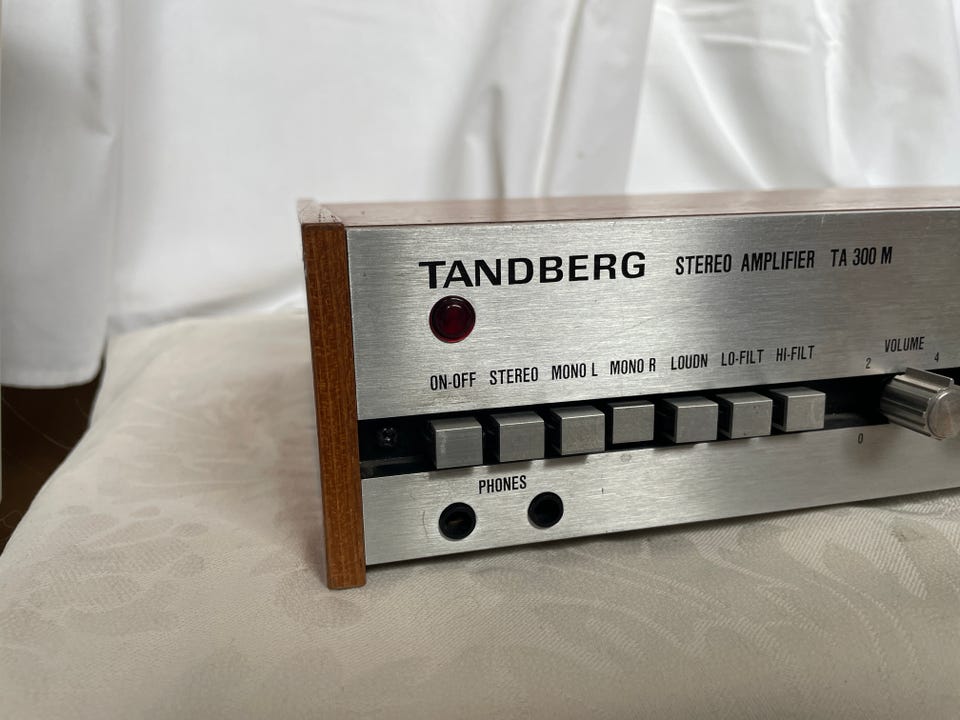 TANDBERG STEREO AMPLIFIER TA 300 M
ON-OFF STEREO MONO L MONO R LOUDN LO-FILT HI-FILT
VOLUME
2 4
0
PHONES